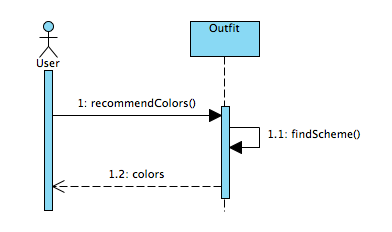 Outfit
User
1: recommendColors()
1.1: findScheme()
1.2: colors